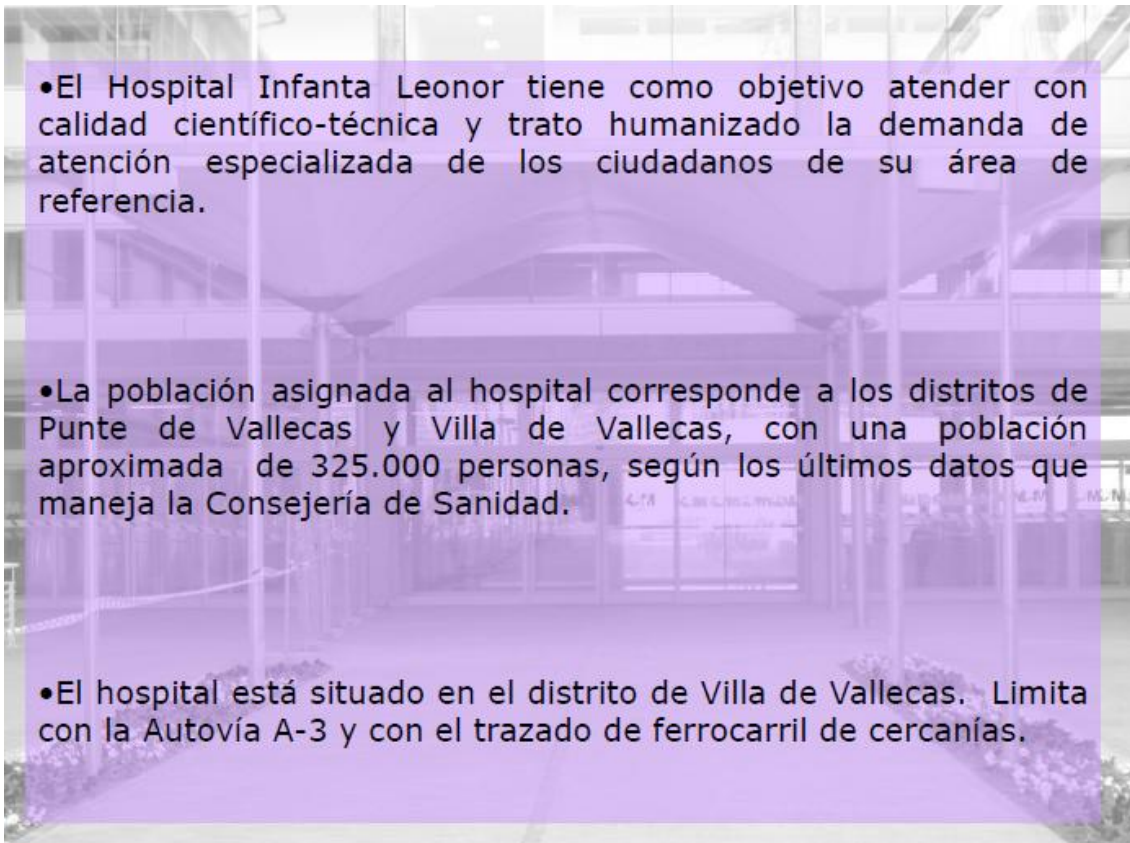 •El Hospital Infanta Leonor tiene como objetivo atender con
calidad científico-técnica y trato humanizado la demanda de
atención especializada de los ciudadanos de su área de
referencia.
•La población asignada al hospital corresponde a los distritos de
Punte de Vallecas y Villa de Vallecas, con una población
aproximada de 325.000 personas, según los últimos datos que
maneja la Consejería de Sanidad.
•El hospital está situado en el distrito de Villa de Vallecas.. Limita
con la Autovía A-3 y con el trazado de ferrocarril de cercanías.